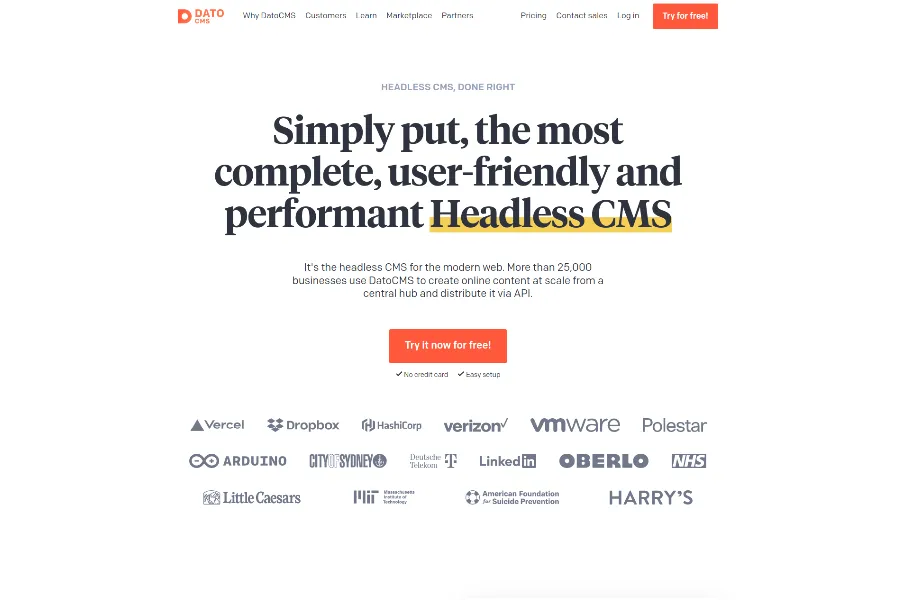 DATO CMS
Why DatoCMS Customers Learn Marketplace Partners Pricing Contact sales Log in Try for free!
HEADLESS CMS, DONE RIGHT
Simply put, the most
complete, user-friendly and
performant Headless CMS
It's the headless CMS for the modern web. More than 25,000
businesses use DatoCMS to create online content at scale from a
central hub and distribute it via API.
Try it now for free!
No credit card Easy setup
Vercel Dropbox HashiCorp verizon vmware Polestar
ARDUINO CITY OF SYDNEY Deutsche Telekom T LinkedIn OBERLO NHS
Little Caesars MIT Massachusetts Institute of Technology American Foundation for Suicide Prevention HARRY'S